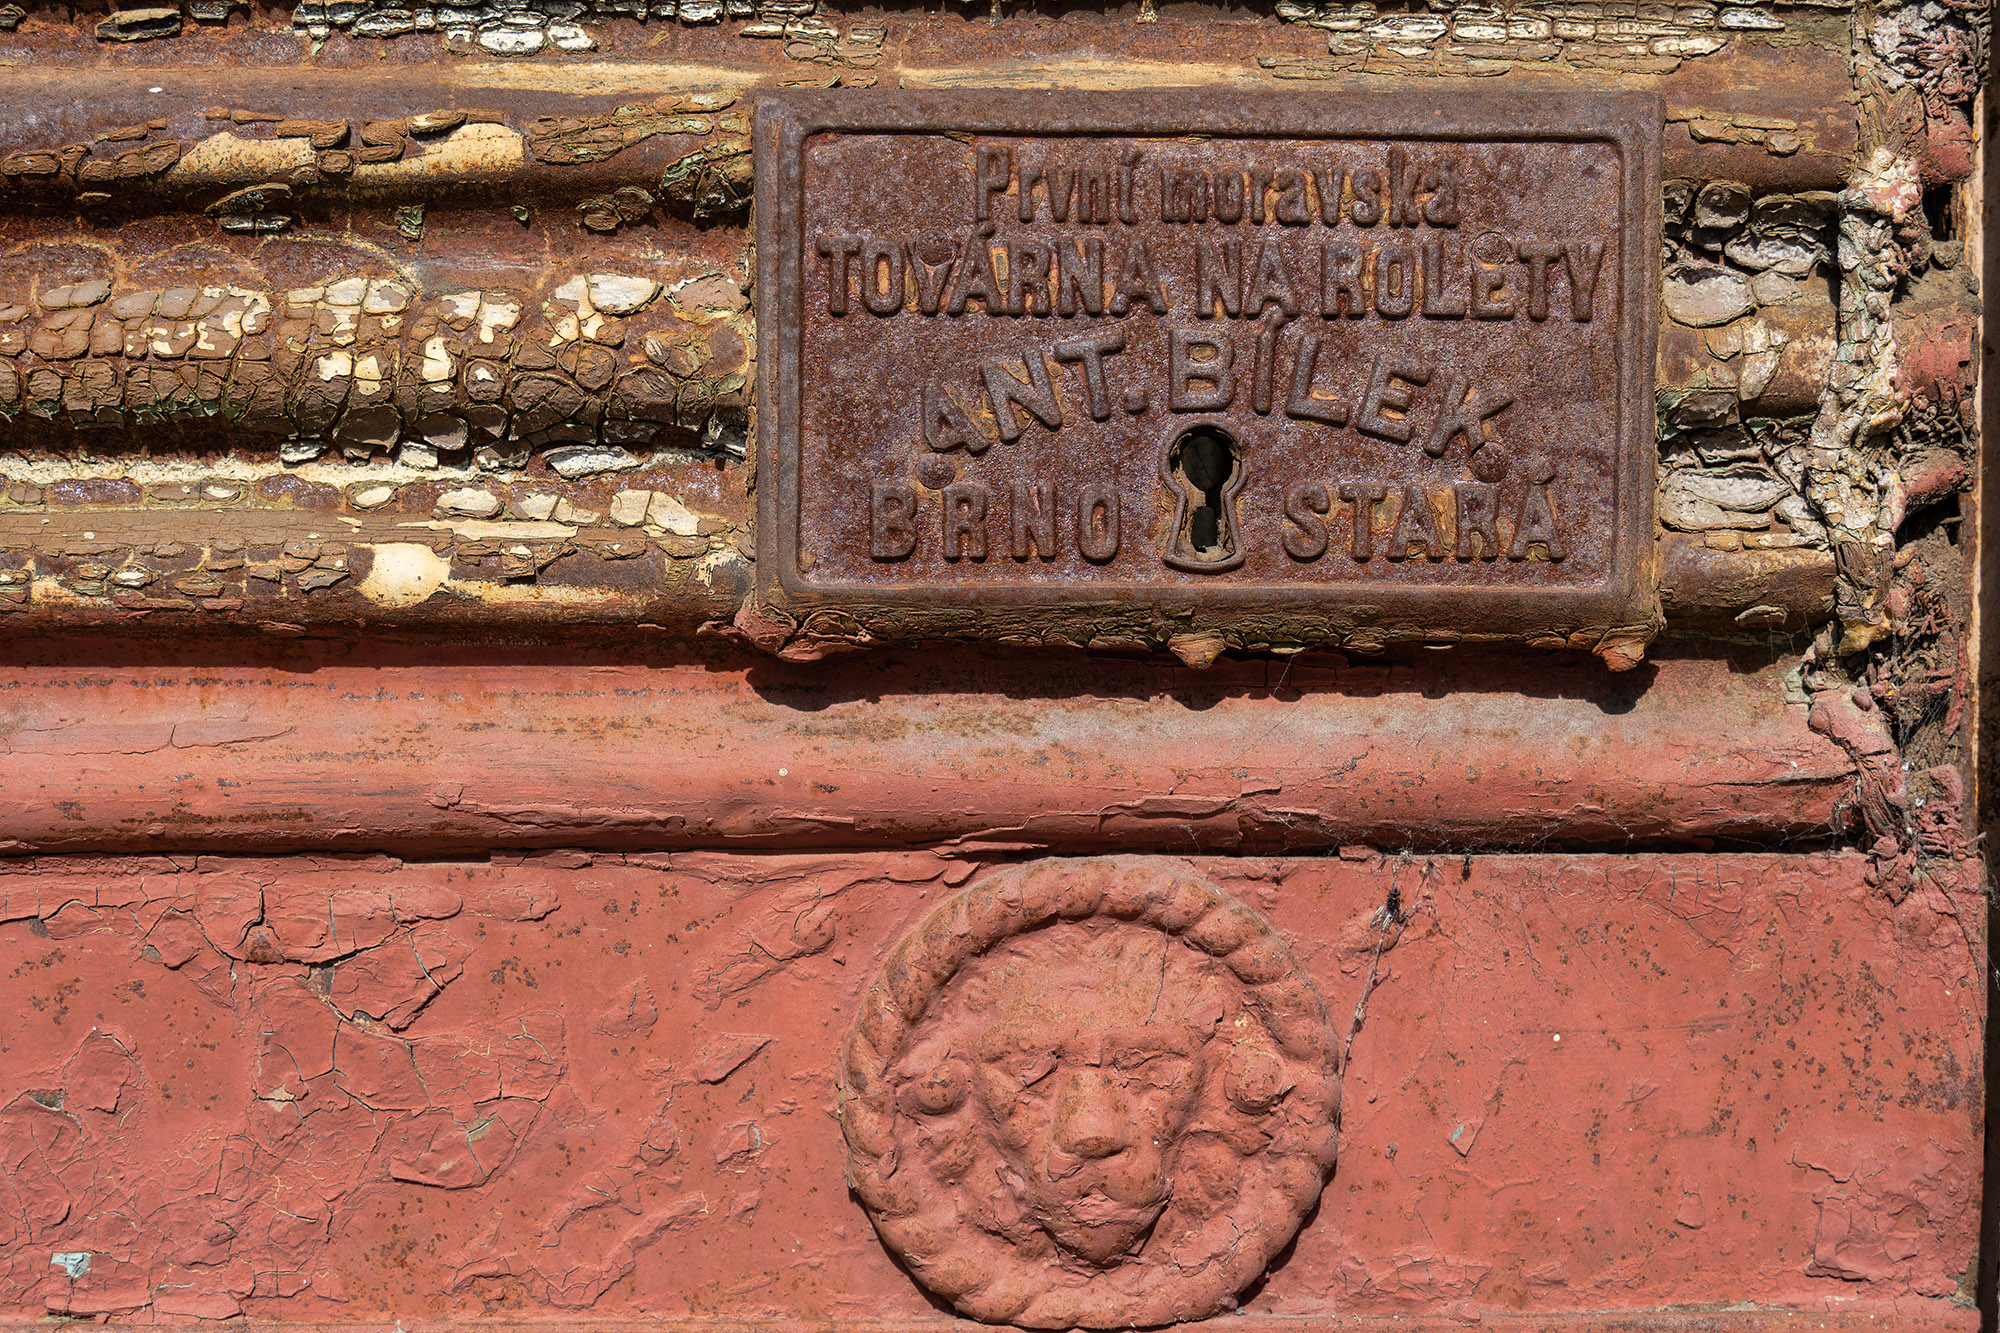 První moravská
TOVÁRNA NA ROLETY
ANT. BÍLEK
BRNO STARÁ